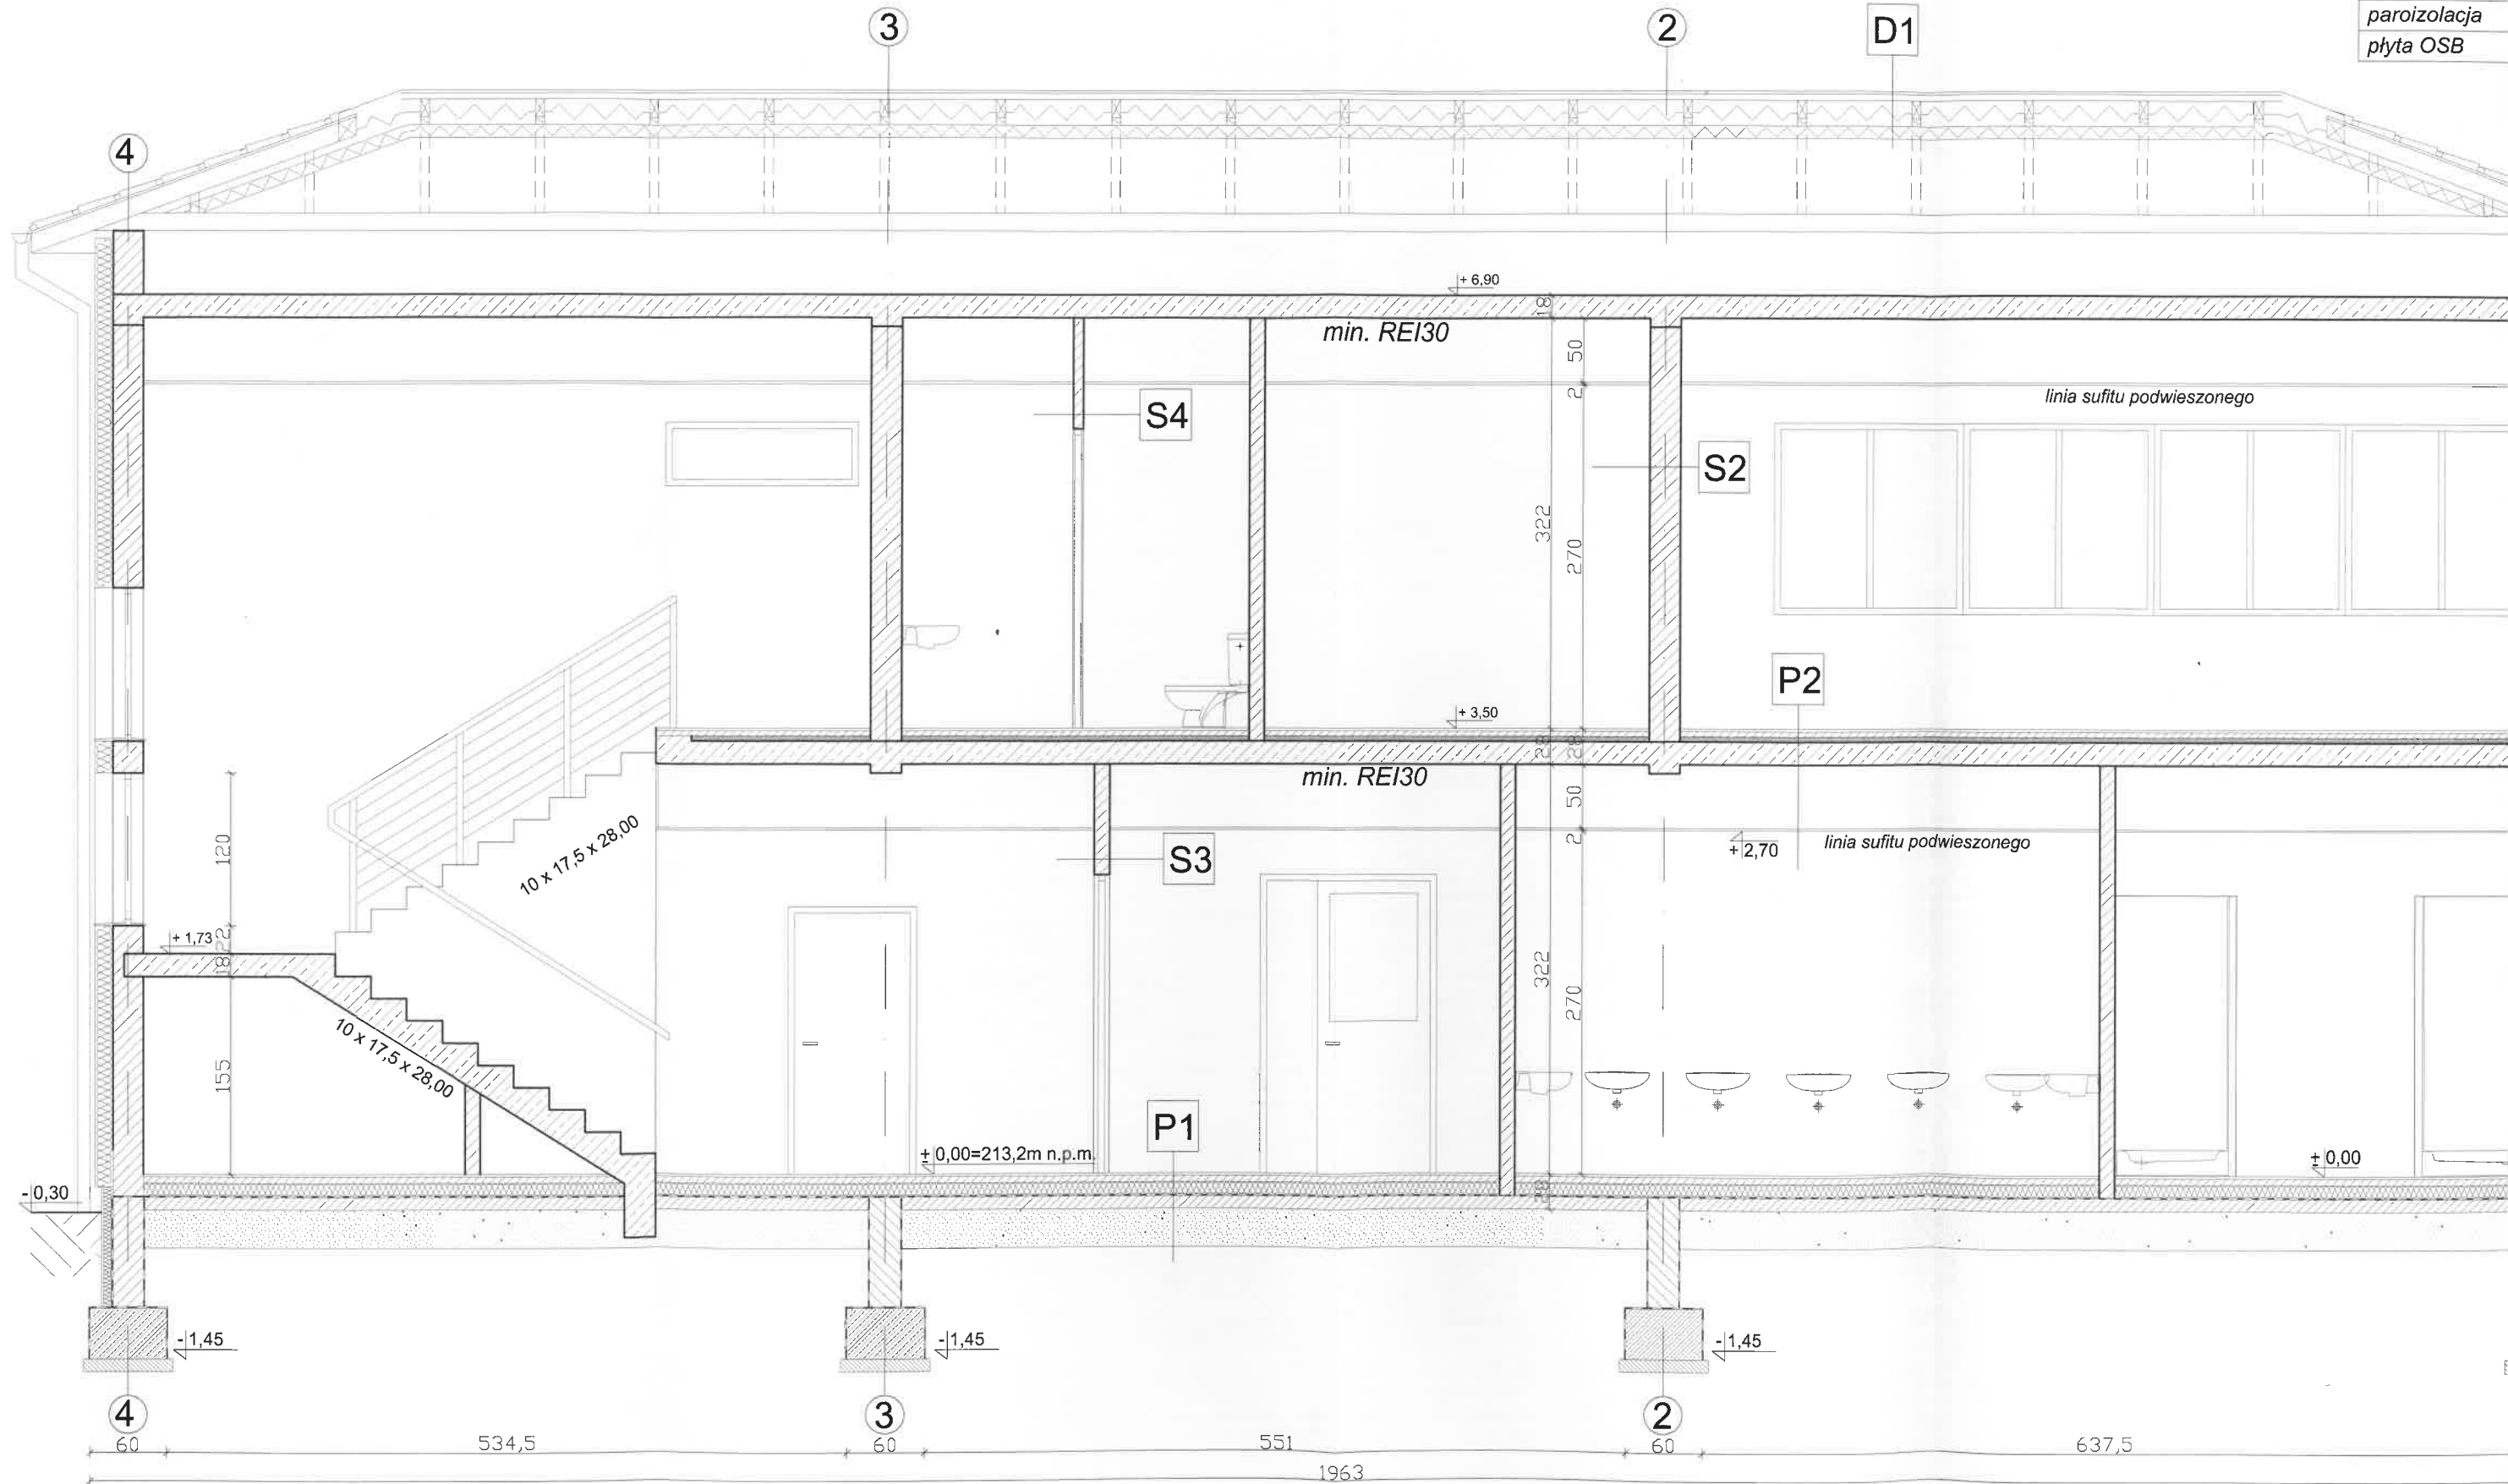 paroizolacja
płyta OSB
3
2
D1
4
+ 6,90
18
min. REI30
50
2
linia sufitu podwieszonego
S4
S2
322
270
P2
+ 3,50
28
28
min. REI30
50
2
+ 2,70
linia sufitu podwieszonego
120
10 x 17,5 x 28,00
S3
+ 1,73
22
18
322
270
10 x 17,5 x 28,00
155
P1
± 0,00=213,2m n.p.m.
± 0,00
- 0,30
-1,45
-1,45
-1,45
4
3
2
60
534,5
60
551
60
637,5
1963